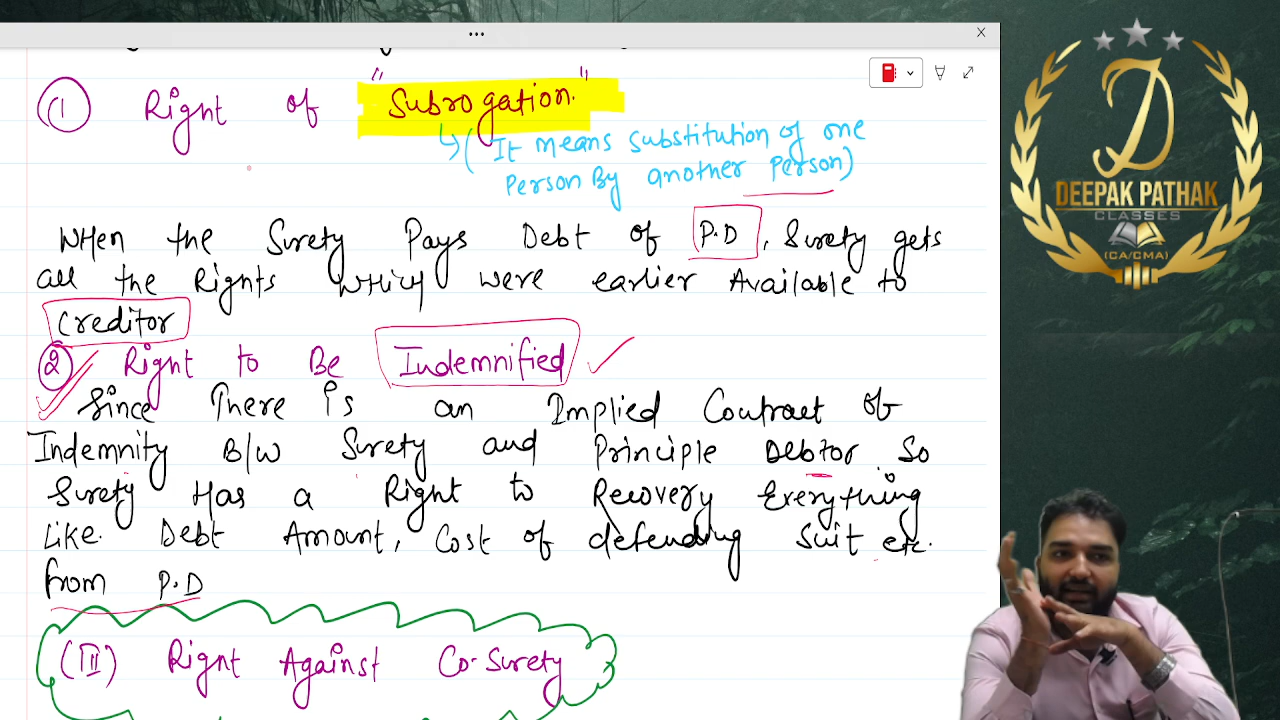 ① Right of "Subrogation."
↳ (It means substitution of one
Person By another Person)
When the Surety Pays Debt of P.D, Surety gets
all the Rights which were earlier Available to
Creditor
② Right to Be Indemnified
Since There is an Implied Contract of
Indemnity B/W Surety and Principle Debtor. So
Surety Has a Right to Recovery Everything
Like. Debt Amount, Cost of defending Suit etc.
from P.D
(III) Right Against Co-Surety
D
DEEPAK PATHAK
CLASSES
(CA/CMA)